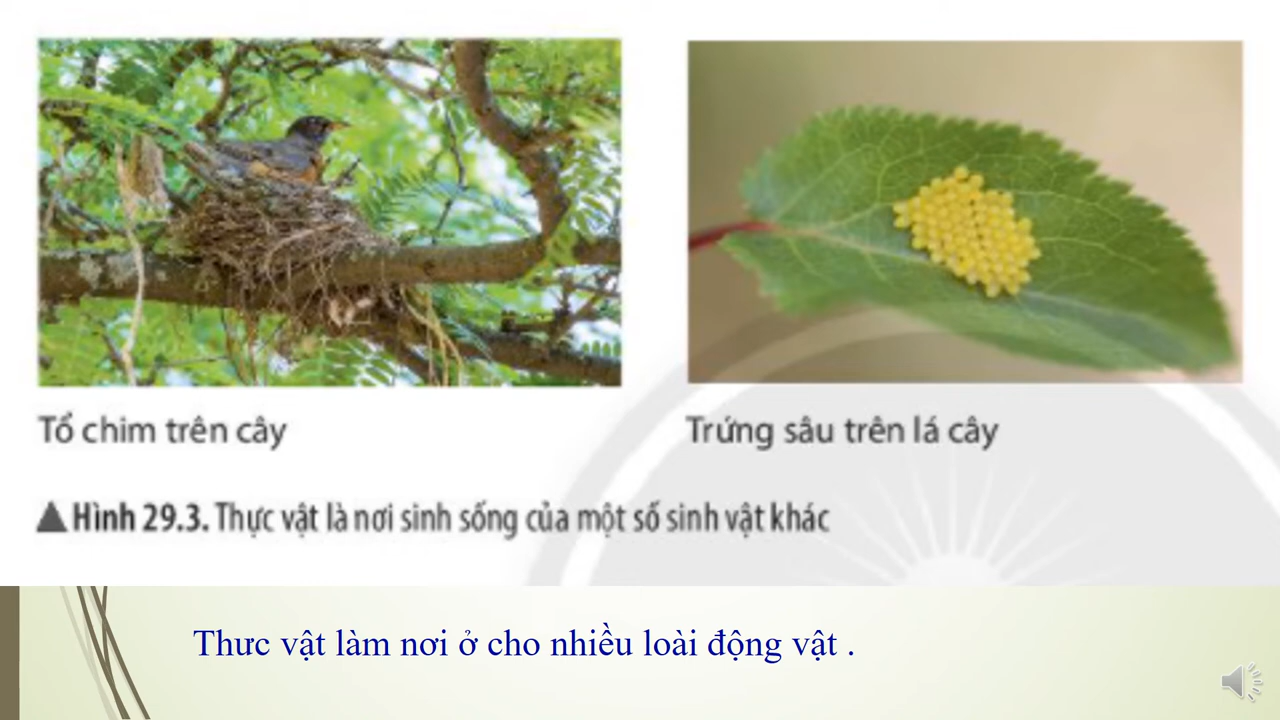 Tổ chim trên cây
Trứng sâu trên lá cây
▲Hình 29.3. Thực vật là nơi sinh sống của một số sinh vật khác
Thưc vật làm nơi ở cho nhiều loài động vật .